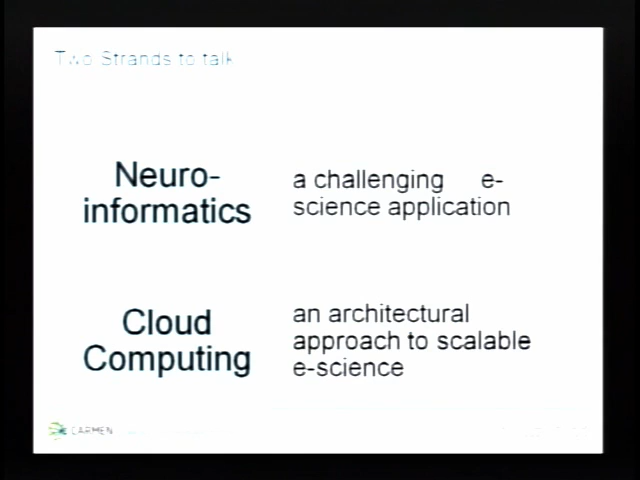 Two Strands to talk
Neuro-
informatics
a challenging e-
science application
Cloud
Computing
an architectural
approach to scalable
e-science
CARMEN